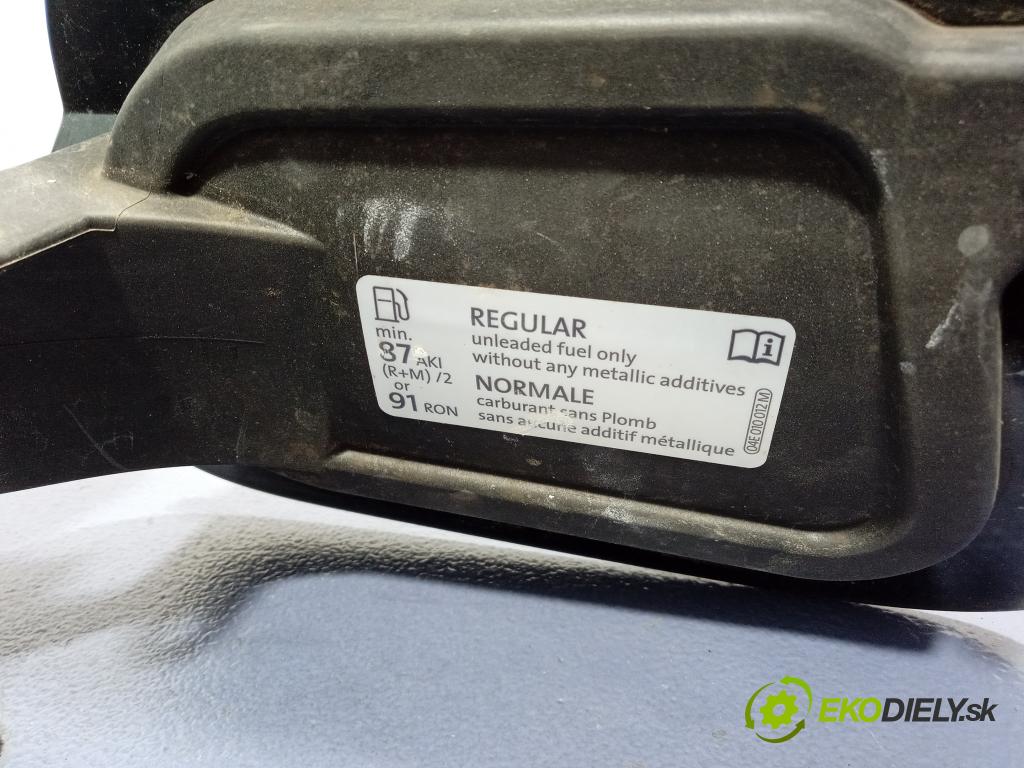 min.
87 AKI
(R+M) /2
or
91 RON
REGULAR
unleaded fuel only
without any metallic additives
NORMALE
carburant sans Plomb
sans aucune additif métallique
04E 010 012 M
EKODIELY.sk